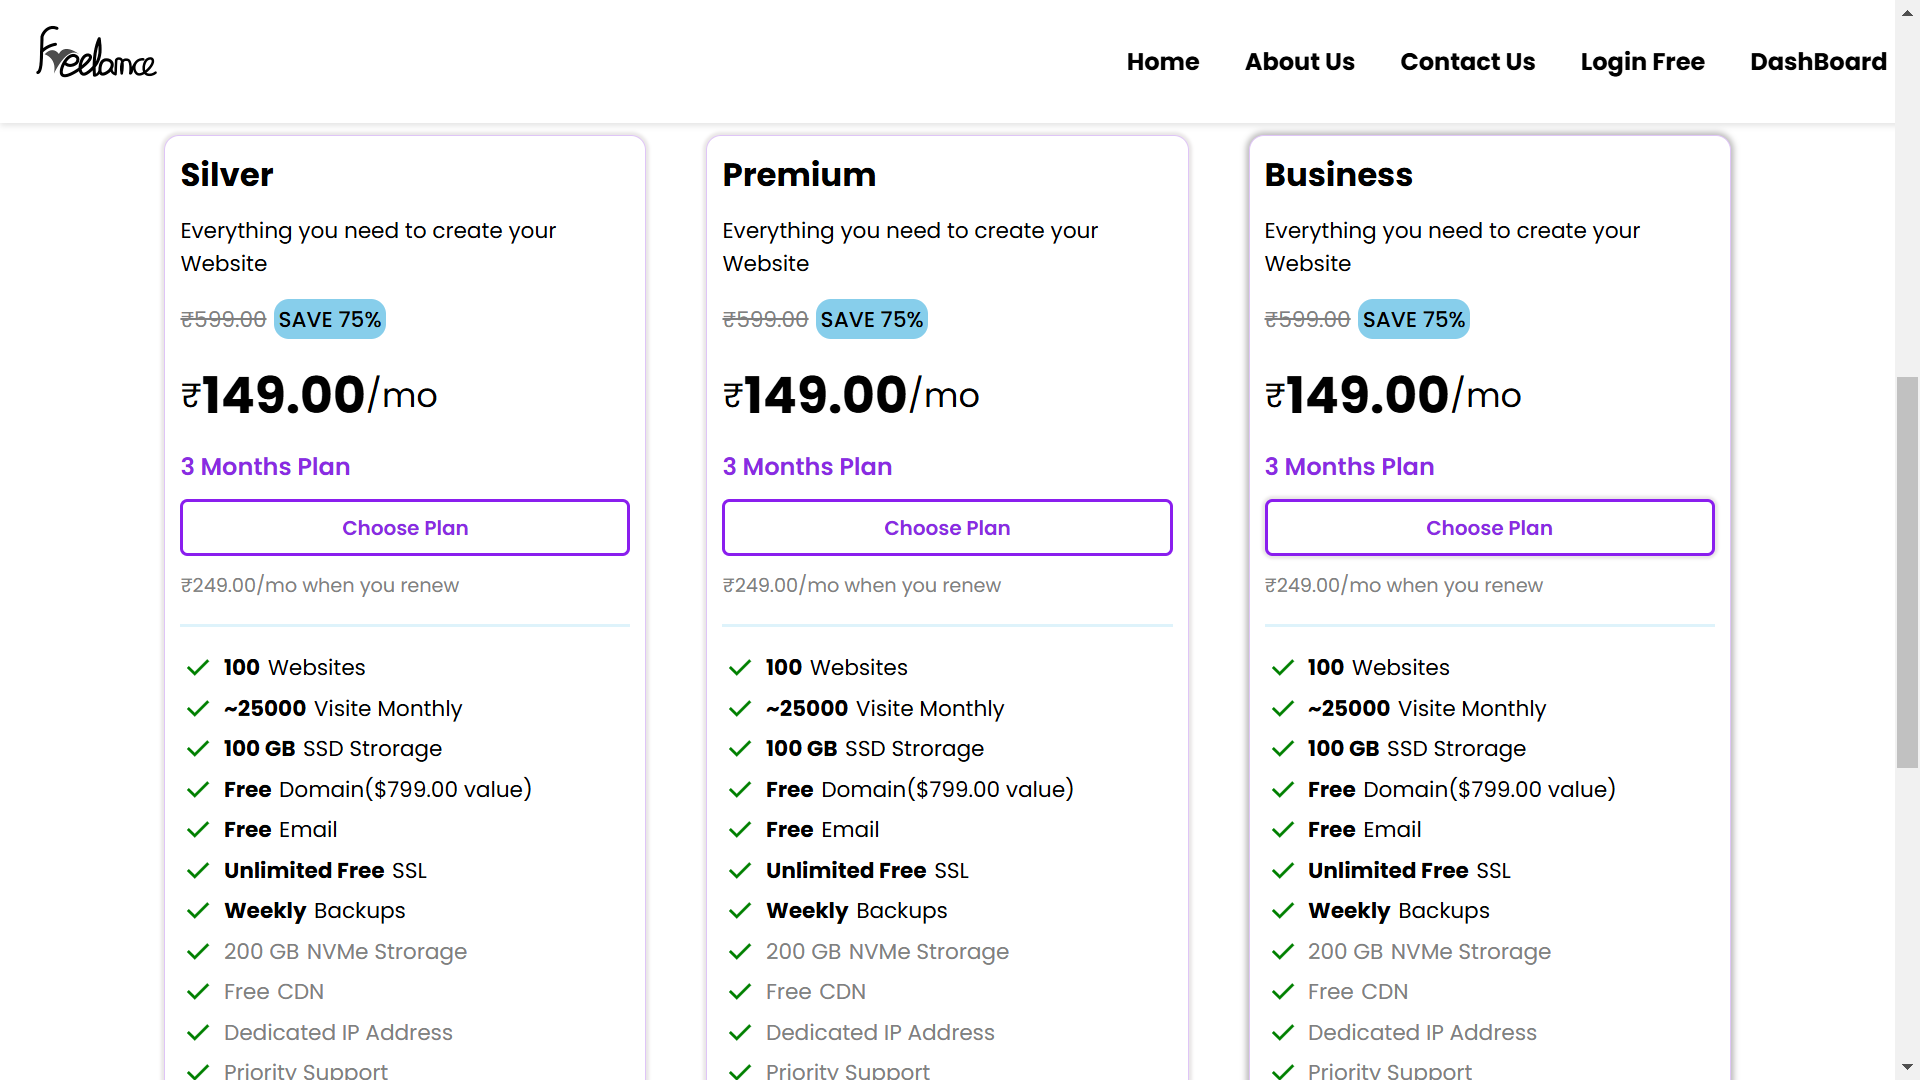 Freelance
Home
About Us
Contact Us
Login Free
DashBoard
Silver
Everything you need to create your
Website
₹599.00 SAVE 75%
₹149.00/mo
3 Months Plan
Choose Plan
₹249.00/mo when you renew
100 Websites
~25000 Visite Monthly
100 GB SSD Strorage
Free Domain($799.00 value)
Free Email
Unlimited Free SSL
Weekly Backups
200 GB NVMe Strorage
Free CDN
Dedicated IP Address
Priority Support
Premium
Everything you need to create your
Website
₹599.00 SAVE 75%
₹149.00/mo
3 Months Plan
Choose Plan
₹249.00/mo when you renew
100 Websites
~25000 Visite Monthly
100 GB SSD Strorage
Free Domain($799.00 value)
Free Email
Unlimited Free SSL
Weekly Backups
200 GB NVMe Strorage
Free CDN
Dedicated IP Address
Priority Support
Business
Everything you need to create your
Website
₹599.00 SAVE 75%
₹149.00/mo
3 Months Plan
Choose Plan
₹249.00/mo when you renew
100 Websites
~25000 Visite Monthly
100 GB SSD Strorage
Free Domain($799.00 value)
Free Email
Unlimited Free SSL
Weekly Backups
200 GB NVMe Strorage
Free CDN
Dedicated IP Address
Priority Support